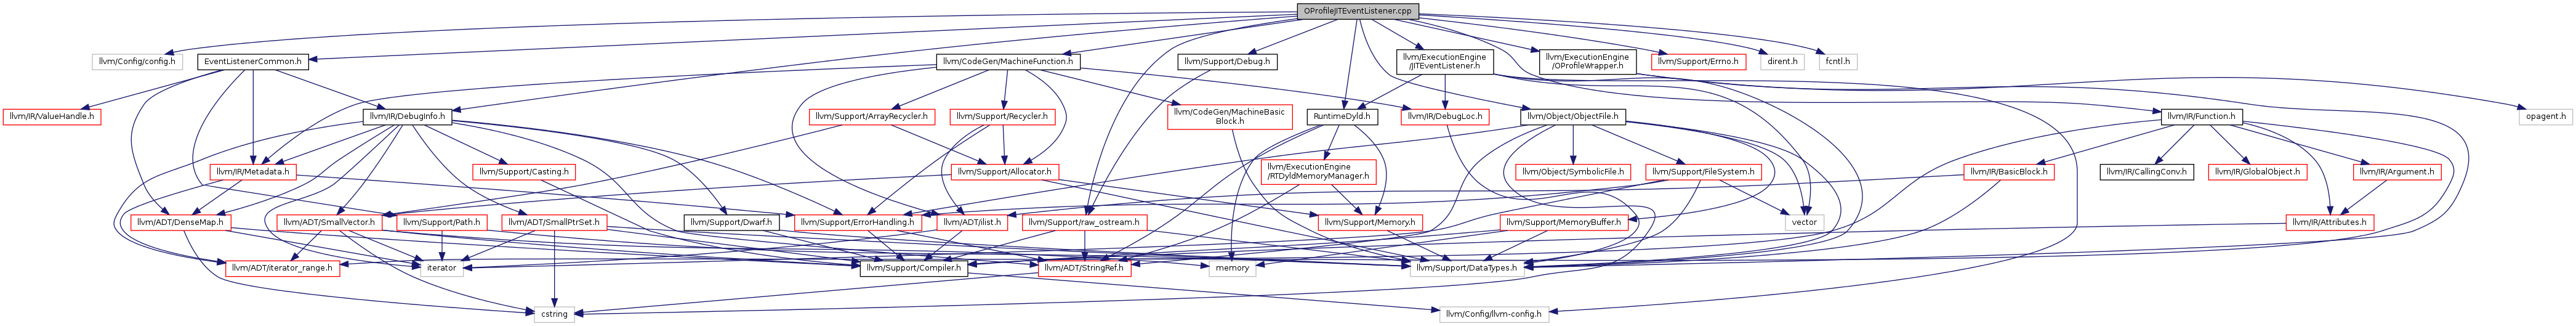 OProfileJITEventListener.cpp
llvm/Config/config.h
EventListenerCommon.h
llvm/CodeGen/MachineFunction.h
llvm/Support/Debug.h
llvm/ExecutionEngine
/JITEventListener.h
llvm/ExecutionEngine
/OProfileWrapper.h
llvm/Support/Errno.h
dirent.h
fcntl.h
llvm/IR/ValueHandle.h
llvm/IR/DebugInfo.h
llvm/Support/ArrayRecycler.h
llvm/Support/Recycler.h
llvm/CodeGen/MachineBasic
Block.h
RuntimeDyld.h
llvm/IR/DebugLoc.h
llvm/Object/ObjectFile.h
llvm/IR/Function.h
opagent.h
llvm/IR/Metadata.h
llvm/Support/Casting.h
llvm/Support/Allocator.h
llvm/ExecutionEngine
/RTDyldMemoryManager.h
llvm/Object/SymbolicFile.h
llvm/Support/FileSystem.h
llvm/IR/BasicBlock.h
llvm/IR/CallingConv.h
llvm/IR/GlobalObject.h
llvm/IR/Argument.h
llvm/ADT/DenseMap.h
llvm/ADT/SmallVector.h
llvm/Support/Path.h
llvm/ADT/SmallPtrSet.h
llvm/Support/Dwarf.h
llvm/Support/ErrorHandling.h
llvm/ADT/ilist.h
llvm/Support/raw_ostream.h
llvm/Support/Memory.h
llvm/Support/MemoryBuffer.h
vector
llvm/IR/Attributes.h
llvm/ADT/iterator_range.h
iterator
llvm/Support/Compiler.h
llvm/ADT/StringRef.h
memory
llvm/Support/DataTypes.h
cstring
llvm/Config/llvm-config.h